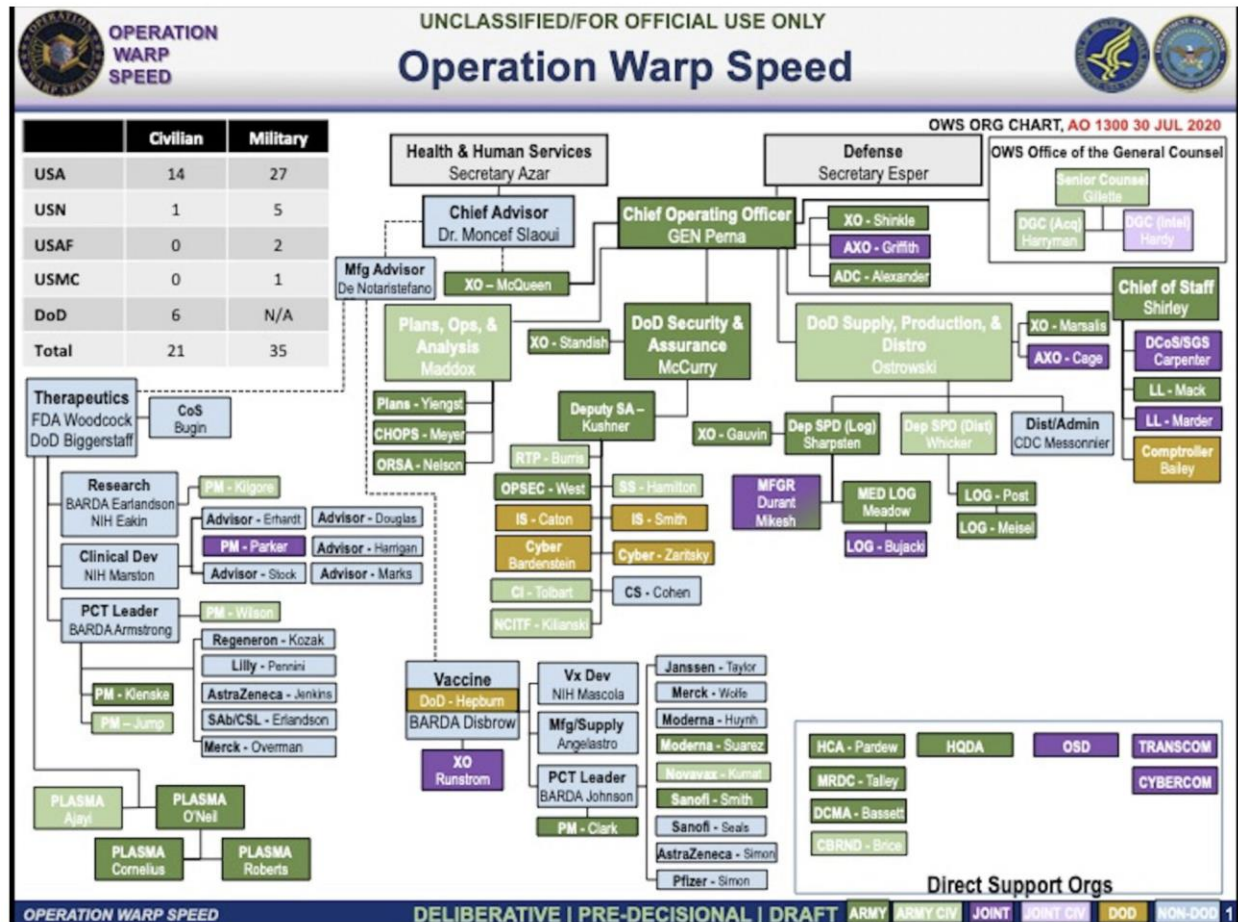 UNCLASSIFIED/FOR OFFICIAL USE ONLY
OPERATION
WARP
SPEED
Operation Warp Speed
OWS ORG CHART, AO 1300 30 JUL 2020
Civilian Military
USA 14 27
USN 1 5
USAF 0 2
USMC 0 1
DoD 6 N/A
Total 21 35
Health & Human Services
Secretary Azar
Defense
Secretary Esper
OWS Office of the General Counsel
Senior Counsel
Gillette
DGC (Acq)
Harryman
DGC (Intel)
Hardy
Chief Advisor
Dr. Moncef Slaoui
Chief Operating Officer
GEN Perna
XO - Shinkle
AXO - Griffith
ADC - Alexander
Mfg Advisor
De Notaristefano
XO – McQueen
Chief of Staff
Shirley
DCoS/SGS
Carpenter
LL - Mack
LL - Marder
Comptroller
Bailey
Plans, Ops, &
Analysis
Maddox
Plans - Yiengst
CHOPS - Meyer
ORSA - Nelson
XO - Standish
DoD Security &
Assurance
McCurry
Deputy SA –
Kushner
RTP - Burris
OPSEC - West
SS - Hamilton
IS - Caton
IS - Smith
Cyber
Bardenstein
Cyber - Zaritsky
CI - Tolbart
CS - Cohen
NCITF - Kilianski
DoD Supply, Production, &
Distro
Ostrowski
XO - Marsalis
AXO - Cage
XO - Gauvin
Dep SPD (Log)
Sharpsten
Dep SPD (Dist)
Whicker
Dist/Admin
CDC Messonnier
MFGR
Durant
Mikesh
MED LOG
Meadow
LOG - Bujacki
LOG - Post
LOG - Meisel
Therapeutics
FDA Woodcock
DoD Biggerstaff
CoS
Bugin
Research
BARDA Earlandson
NIH Eakin
PM - Kilgore
Clinical Dev
NIH Marston
Advisor - Erhardt
Advisor - Douglas
PM - Parker
Advisor - Harrigan
Advisor - Stock
Advisor - Marks
PCT Leader
BARDA Armstrong
PM - Wilson
Regeneron - Kozak
Lilly - Pennini
AstraZeneca - Jenkins
SAb/CSL - Erlandson
Merck - Overman
PM - Klenske
PM – Jump
PLASMA
Ajayi
PLASMA
O'Neil
PLASMA
Cornelius
PLASMA
Roberts
Vaccine
DoD - Hepburn
BARDA Disbrow
XO
Runstrom
Vx Dev
NIH Mascola
Mfg/Supply
Angelastro
PCT Leader
BARDA Johnson
PM - Clark
Janssen - Taylor
Merck - Wolfe
Moderna - Huynh
Moderna - Suarez
Novavax - Kumat
Sanofi - Smith
Sanofi - Seals
AstraZeneca - Simon
Pfizer - Simon
HCA - Pardew
HQDA
OSD
TRANSCOM
MRDC - Talley
CYBERCOM
DCMA - Bassett
CBRND - Brice
Direct Support Orgs
OPERATION WARP SPEED
DELIBERATIVE | PRE-DECISIONAL | DRAFT
ARMY ARMY CIV JOINT JOINT CIV DOD NON-DOD 1